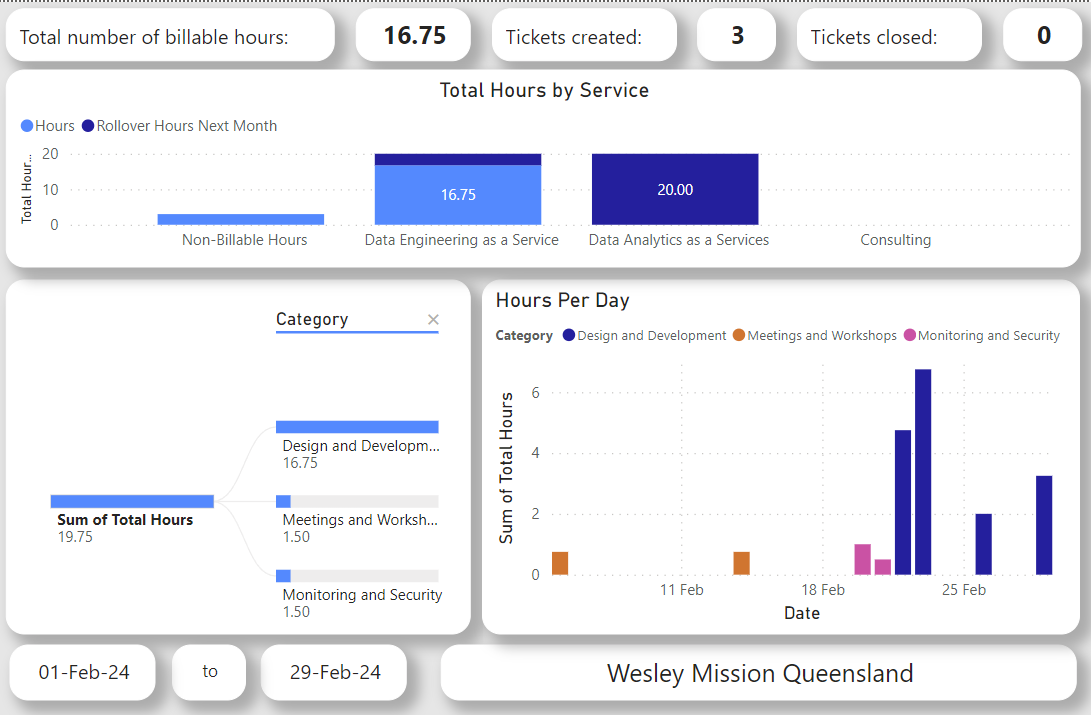 Total number of billable hours:
16.75
Tickets created:
3
Tickets closed:
0
Total Hours by Service
Hours
Rollover Hours Next Month
Total Hour...
20
10
0
16.75
20.00
Non-Billable Hours
Data Engineering as a Service
Data Analytics as a Services
Consulting
Category
Design and Developm...
16.75
Sum of Total Hours
19.75
Meetings and Worksh...
1.50
Monitoring and Security
1.50
Hours Per Day
Category
Design and Development
Meetings and Workshops
Monitoring and Security
Sum of Total Hours
6
4
2
0
11 Feb
18 Feb
25 Feb
Date
01-Feb-24
to
29-Feb-24
Wesley Mission Queensland